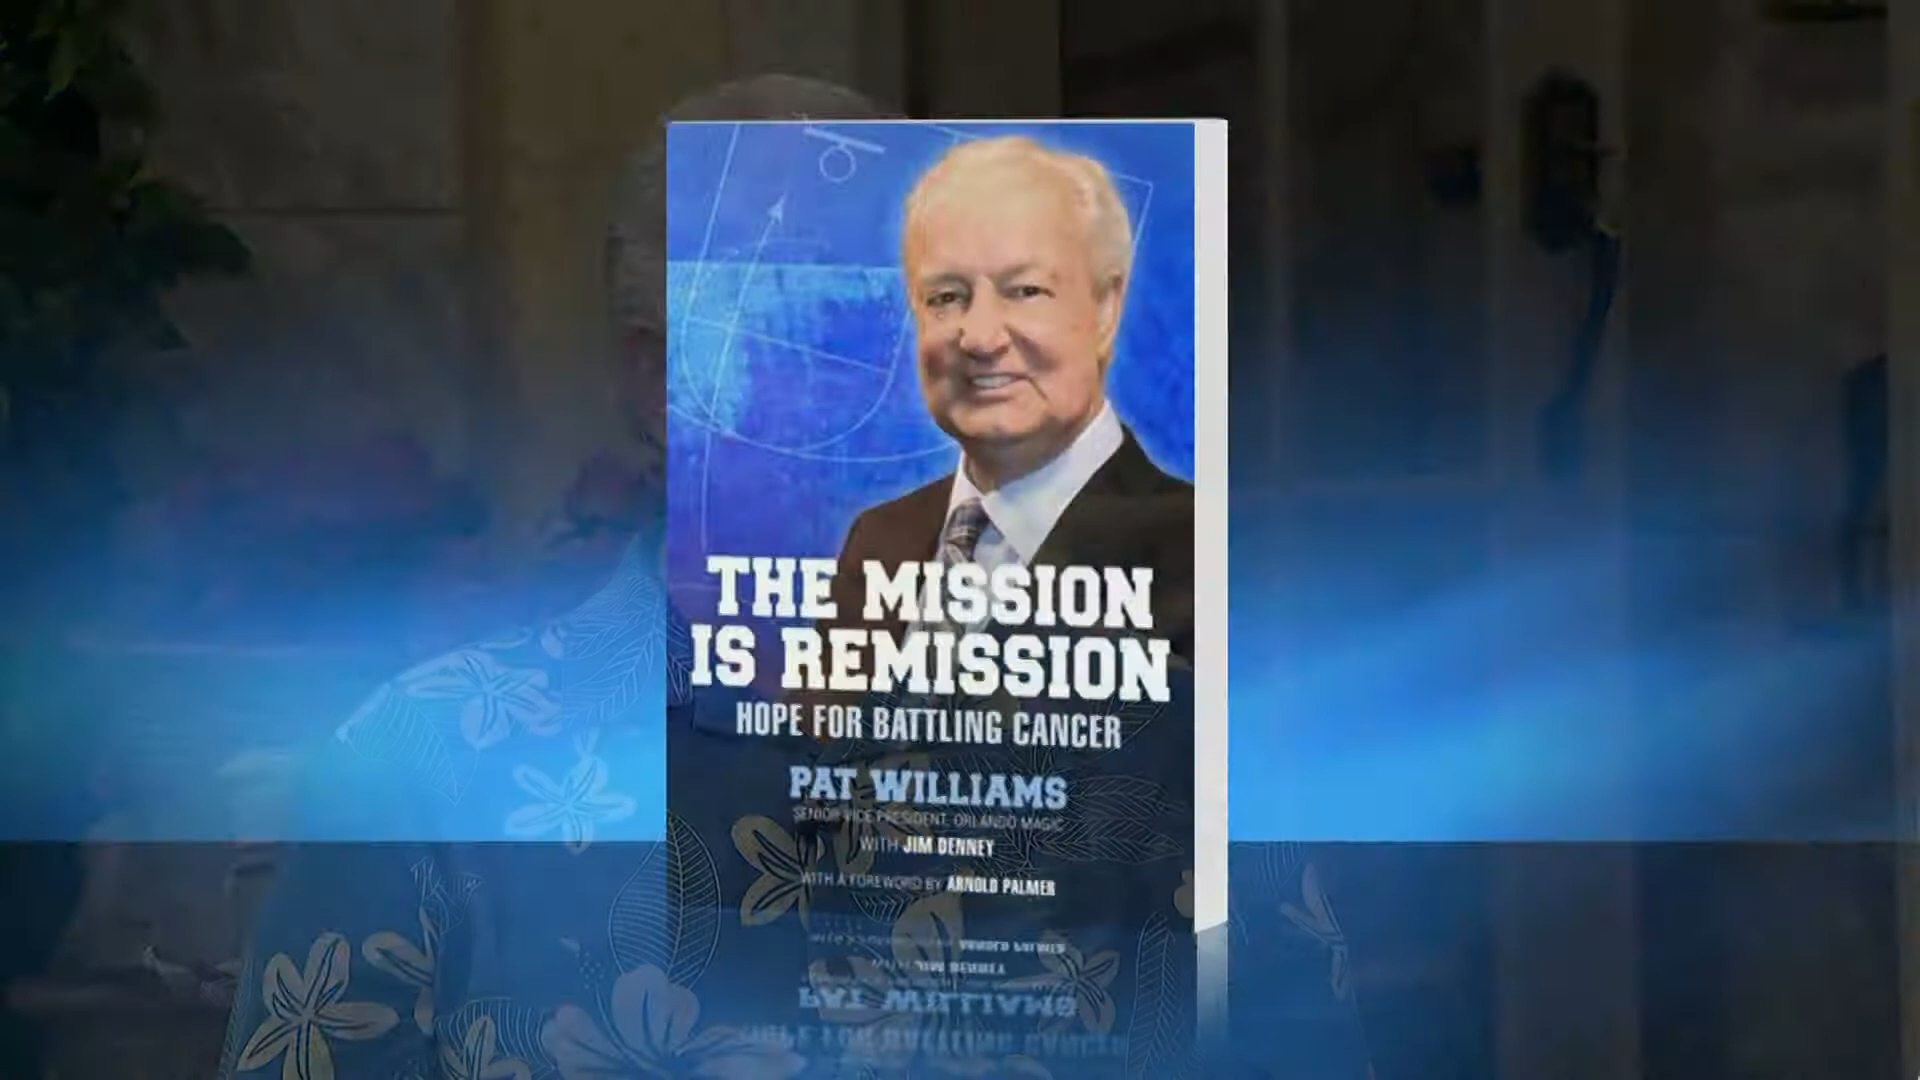 THE MISSION
IS REMISSION
HOPE FOR BATTLING CANCER
PAT WILLIAMS
SENIOR VICE PRESIDENT, ORLANDO MAGIC
WITH JIM DENNEY
WITH A FOREWORD BY ARNOLD PALMER